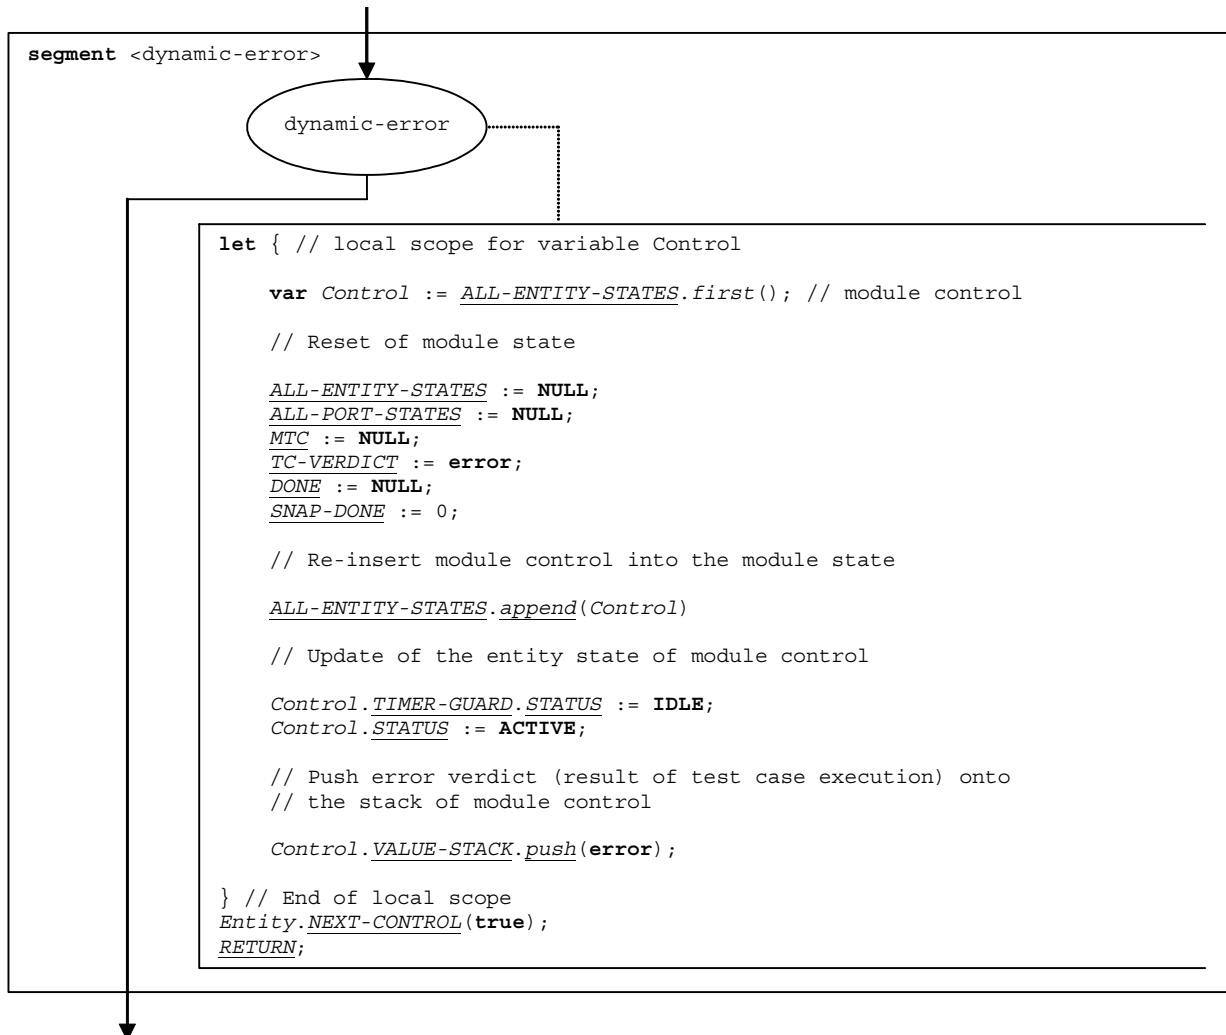 segment <dynamic-error>
dynamic-error
let { // local scope for variable Control
var Control := ALL-ENTITY-STATES.first(); // module control
// Reset of module state
ALL-ENTITY-STATES := NULL;
ALL-PORT-STATES := NULL;
MTC := NULL;
TC-VERDICT := error;
DONE := NULL;
SNAP-DONE := 0;
// Re-insert module control into the module state
ALL-ENTITY-STATES.append(Control)
// Update of the entity state of module control
Control.TIMER-GUARD.STATUS := IDLE;
Control.STATUS := ACTIVE;
// Push error verdict (result of test case execution) onto
// the stack of module control
Control.VALUE-STACK.push(error);
} // End of local scope
Entity.NEXT-CONTROL(true);
RETURN;